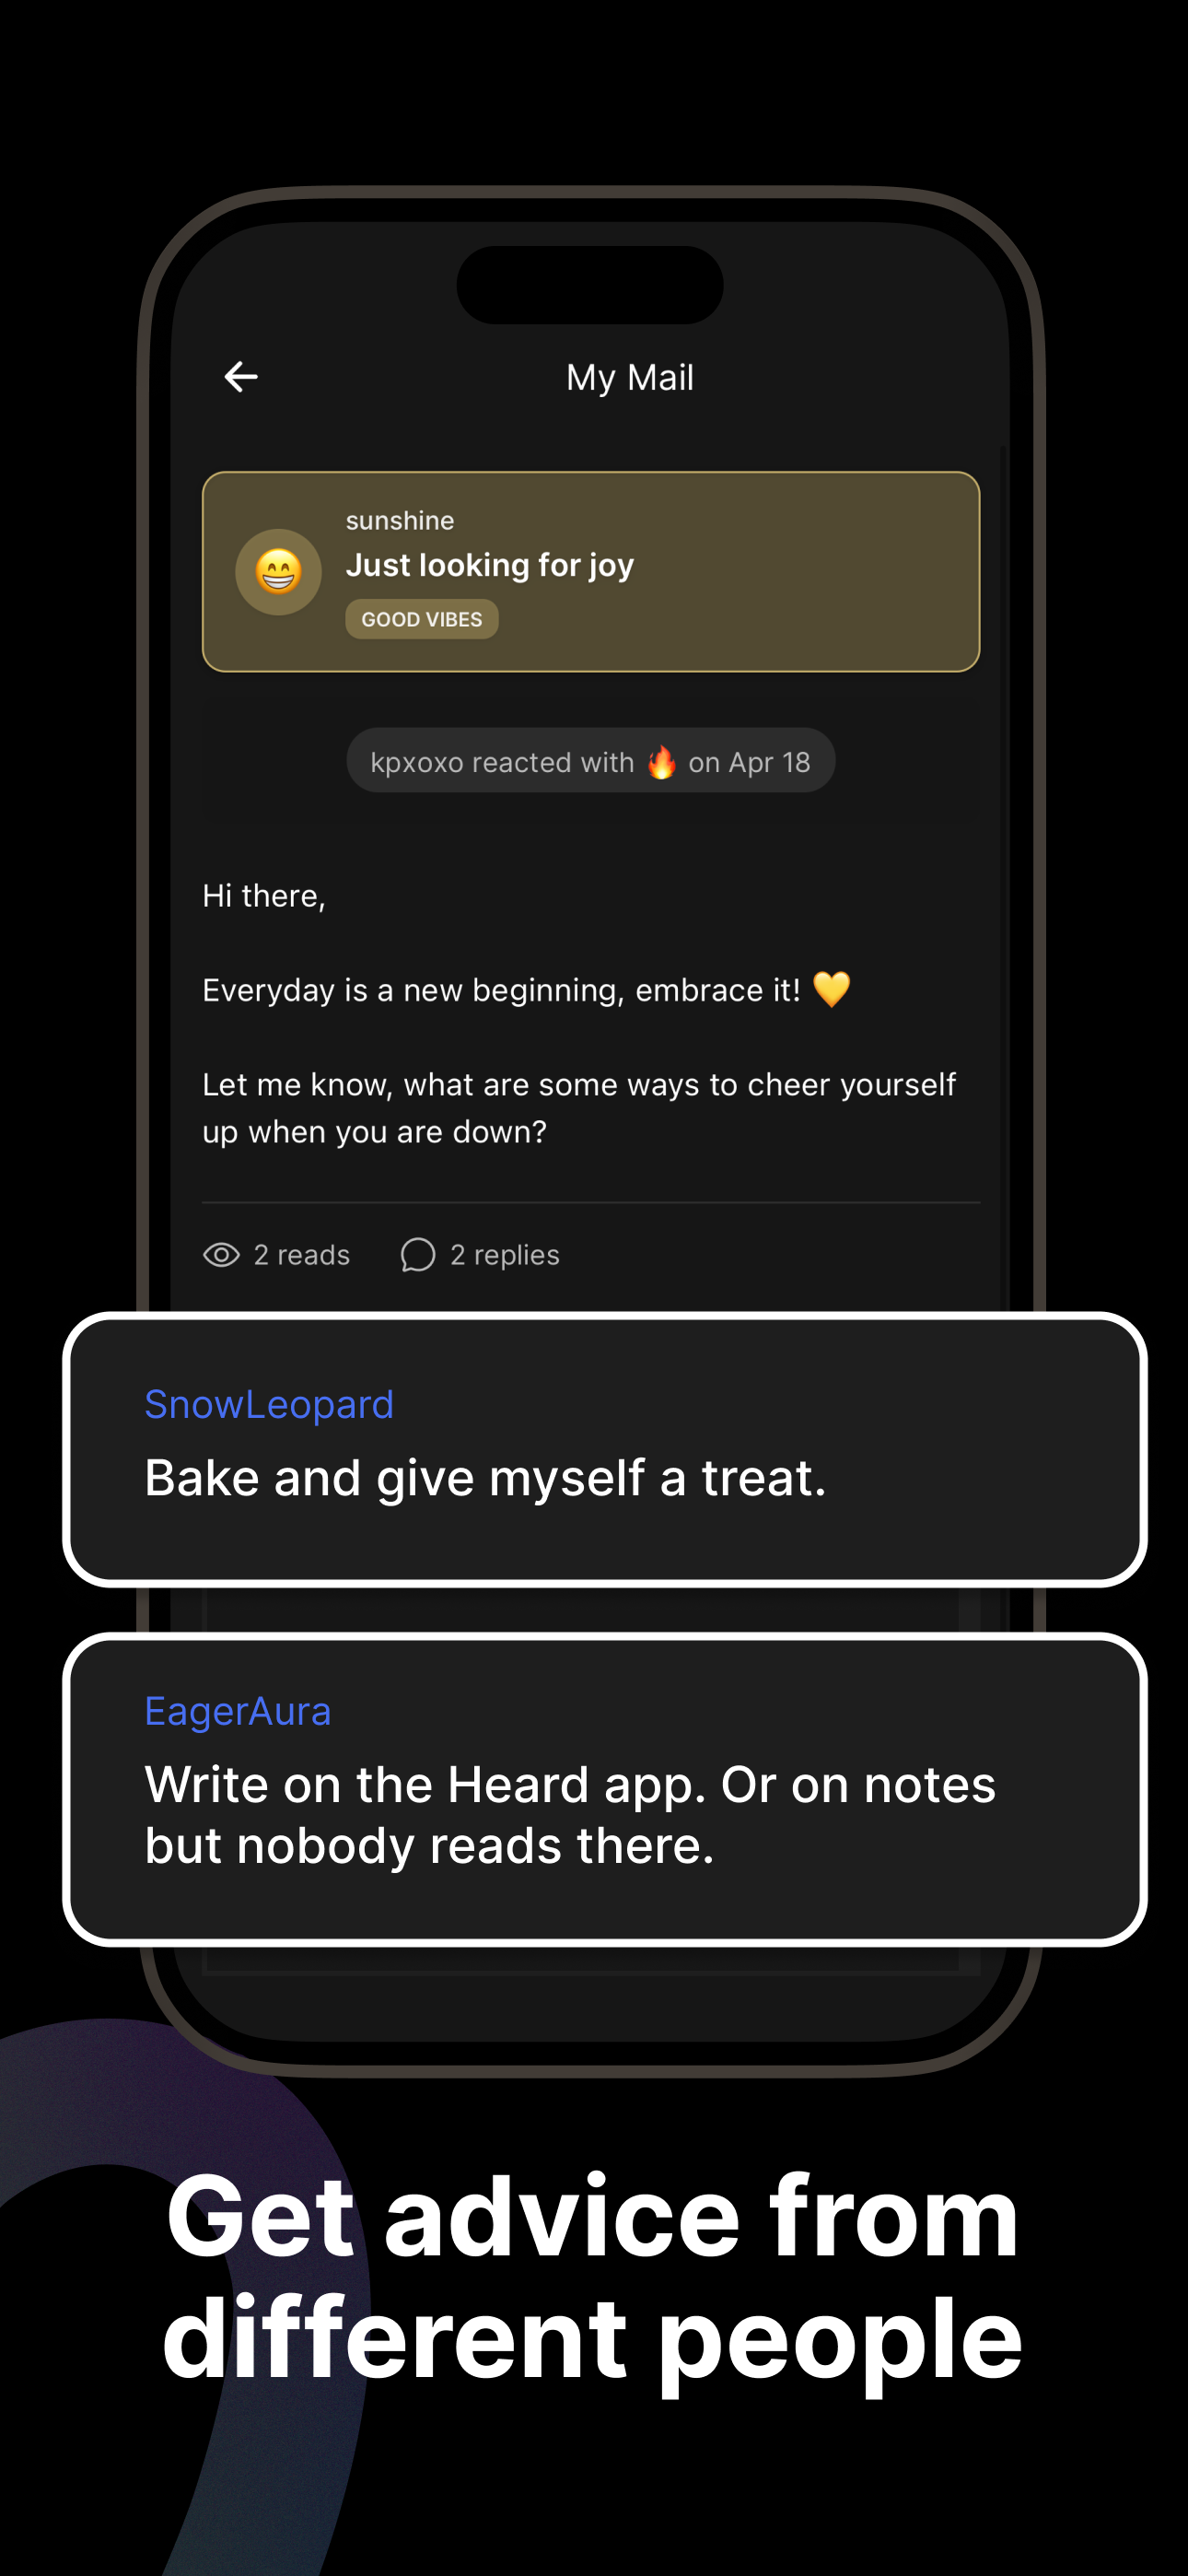 My Mail
sunshine
Just looking for joy
GOOD VIBES
kpxoxo reacted with 🔥 on Apr 18
Hi there,
Everyday is a new beginning, embrace it! 💛
Let me know, what are some ways to cheer yourself
up when you are down?
2 reads 2 replies
SnowLeopard
Bake and give myself a treat.
EagerAura
Write on the Heard app. Or on notes
but nobody reads there.
Get advice from
different people